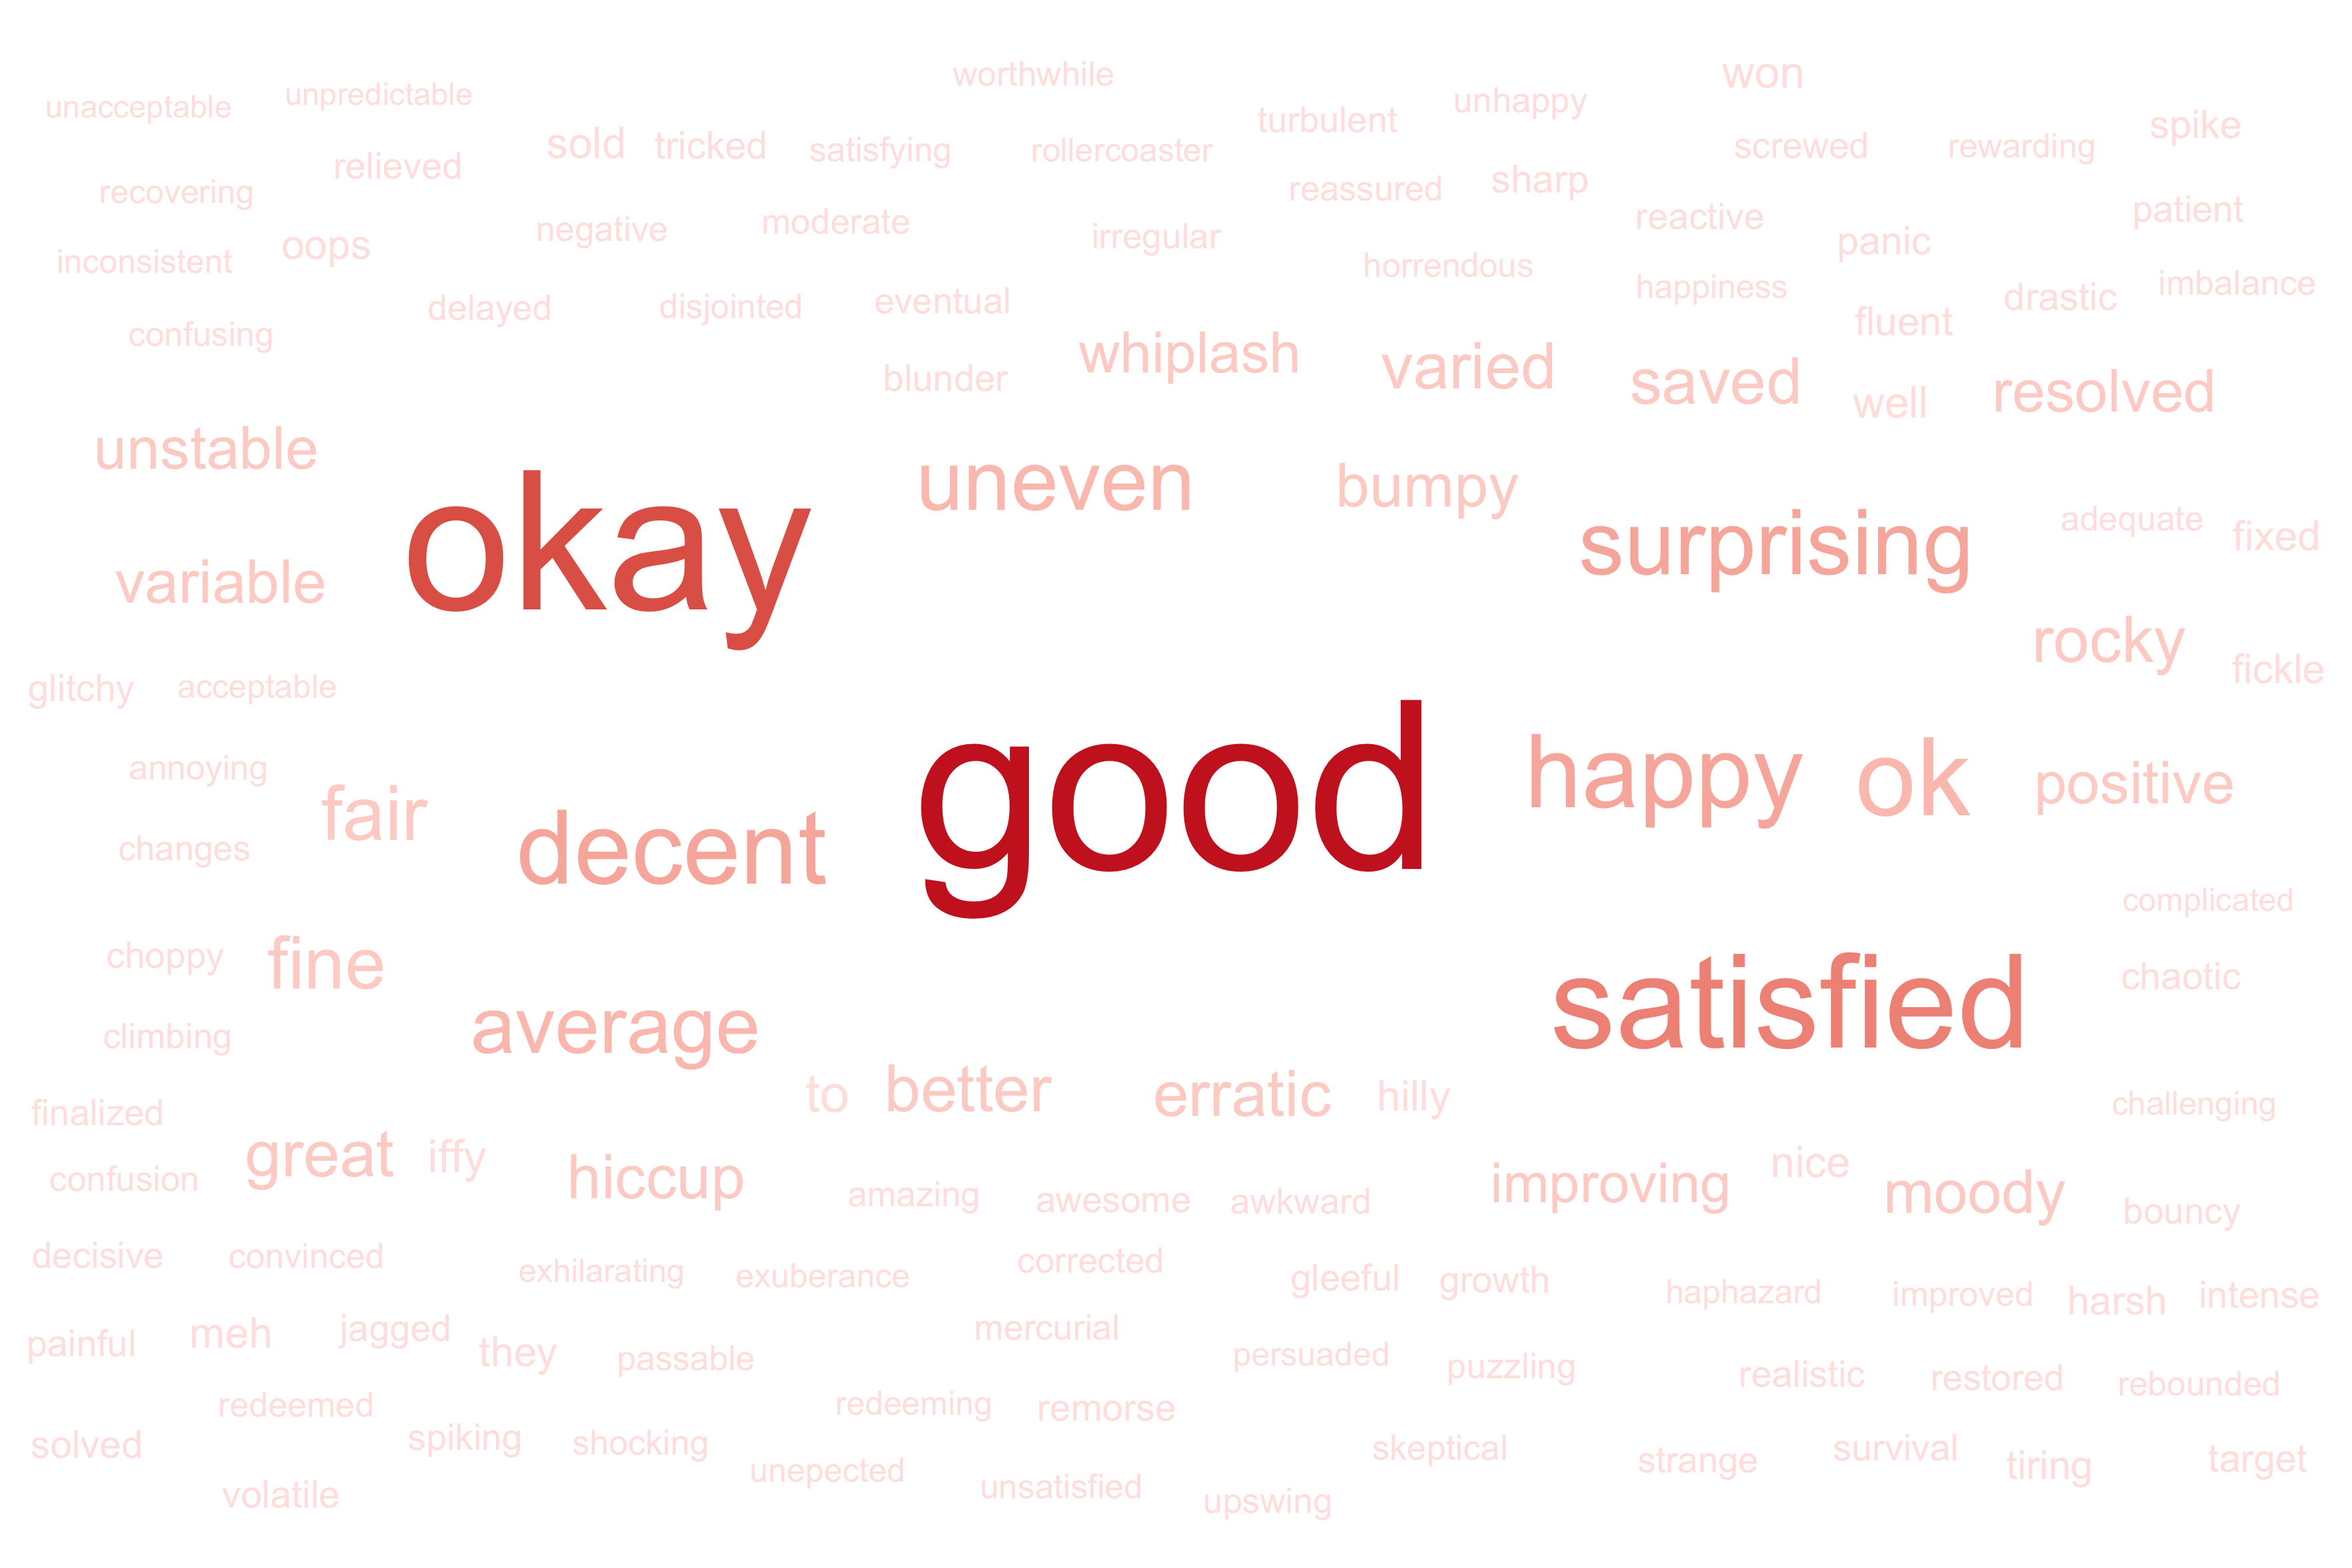 worthwhile
won
unacceptable
unpredictable
turbulent
unhappy
spike
sold
tricked
satisfying
rollercoaster
screwed
rewarding
relieved
recovering
reassured
sharp
reactive
patient
oops
negative
moderate
irregular
panic
inconsistent
horrendous
happiness
imbalance
delayed
disjointed
eventual
drastic
fluent
confusing
whiplash
varied
saved
blunder
well
resolved
unstable
uneven
bumpy
okay
surprising
adequate
fixed
variable
rocky
fickle
glitchy
acceptable
good
happy
ok
positive
annoying
fair
decent
changes
complicated
choppy
fine
satisfied
chaotic
average
climbing
to
better
erratic
hilly
finalized
challenging
great
iffy
hiccup
improving
nice
moody
confusion
amazing
awesome
awkward
bouncy
decisive
convinced
exhilarating
exuberance
corrected
gleeful
growth
haphazard
improved
harsh
intense
painful
meh
jagged
they
passable
mercurial
persuaded
puzzling
realistic
restored
rebounded
redeemed
redeeming
remorse
solved
spiking
shocking
skeptical
strange
survival
tiring
target
unepected
unsatisfied
upswing
volatile